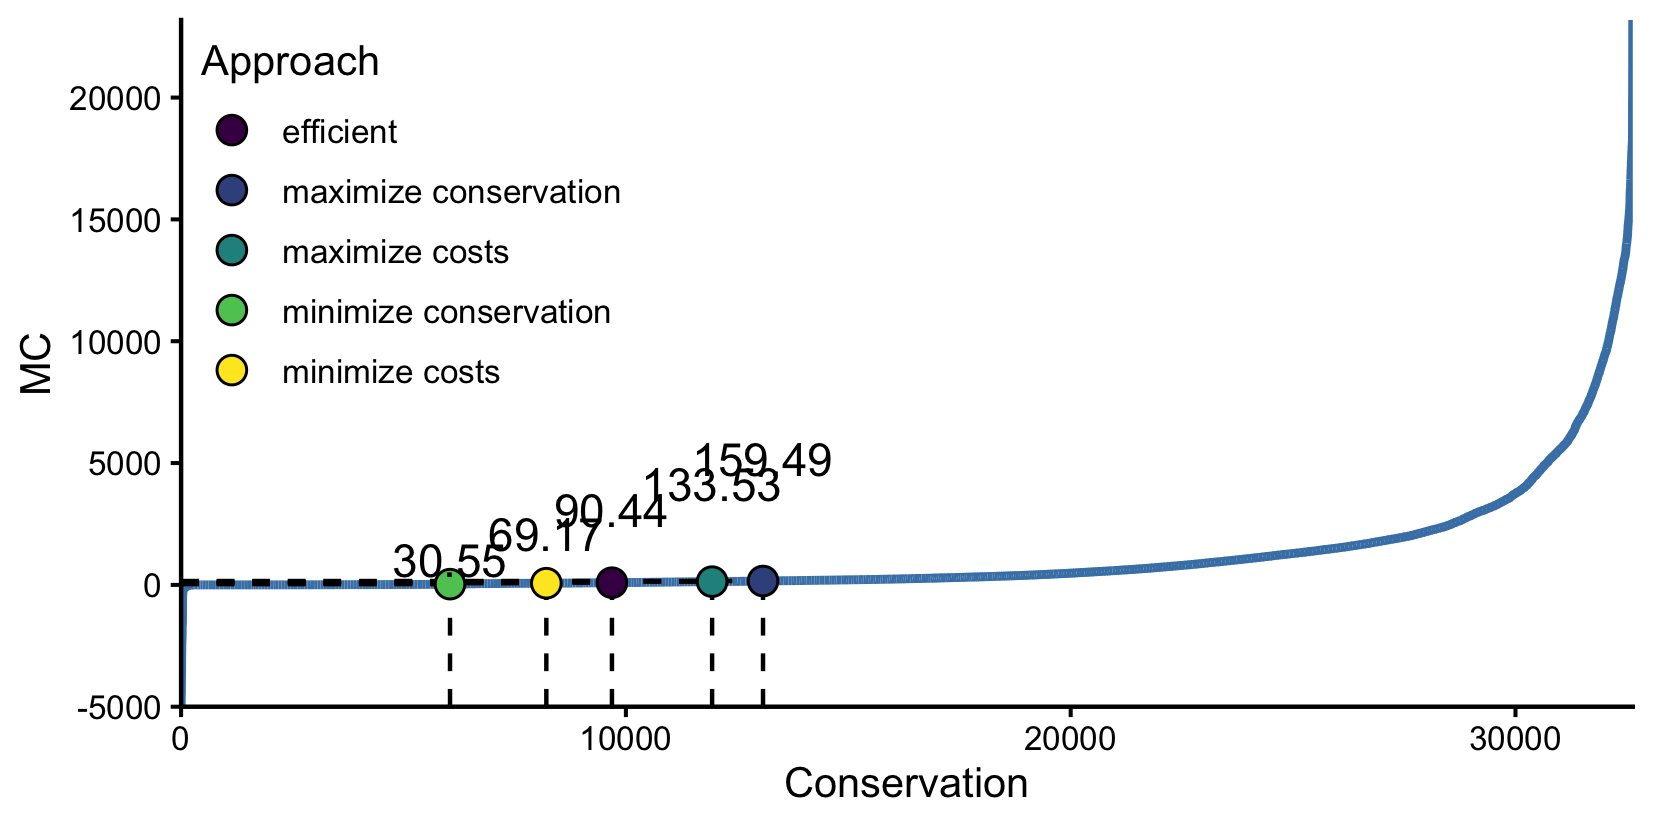 Approach
efficient
maximize conservation
maximize costs
minimize conservation
minimize costs
MC
20000
15000
10000
5000
0
-5000
159.49
133.53
90.44
69.17
30.55
0
10000
20000
30000
Conservation